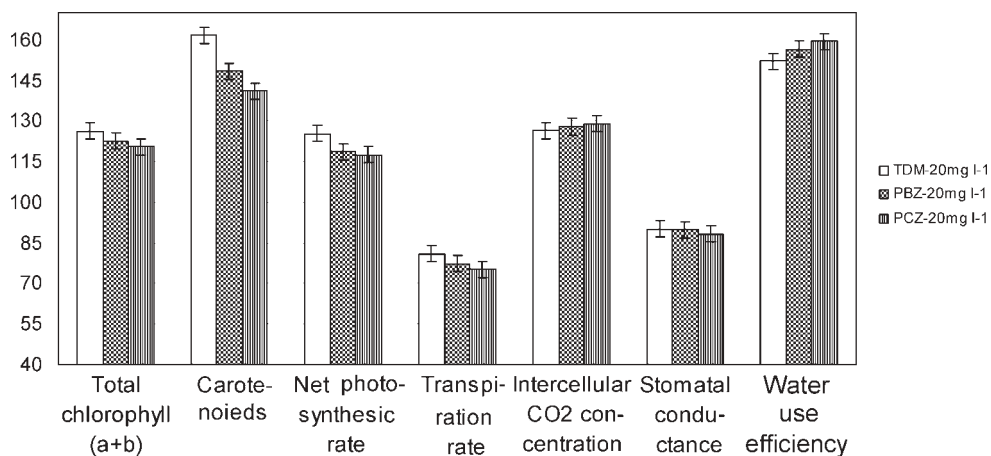 160
145
130
115
100
85
70
55
40
TDM-20mg l-1
PBZ-20mg l-1
PCZ-20mg l-1
Total
chlorophyll
(a+b)
Carote-
noieds
Net photo-
synthesic
rate
Transpi-
ration
rate
Intercellular
CO2 con-
centration
Stomatal
condu-
ctance
Water
use
efficiency